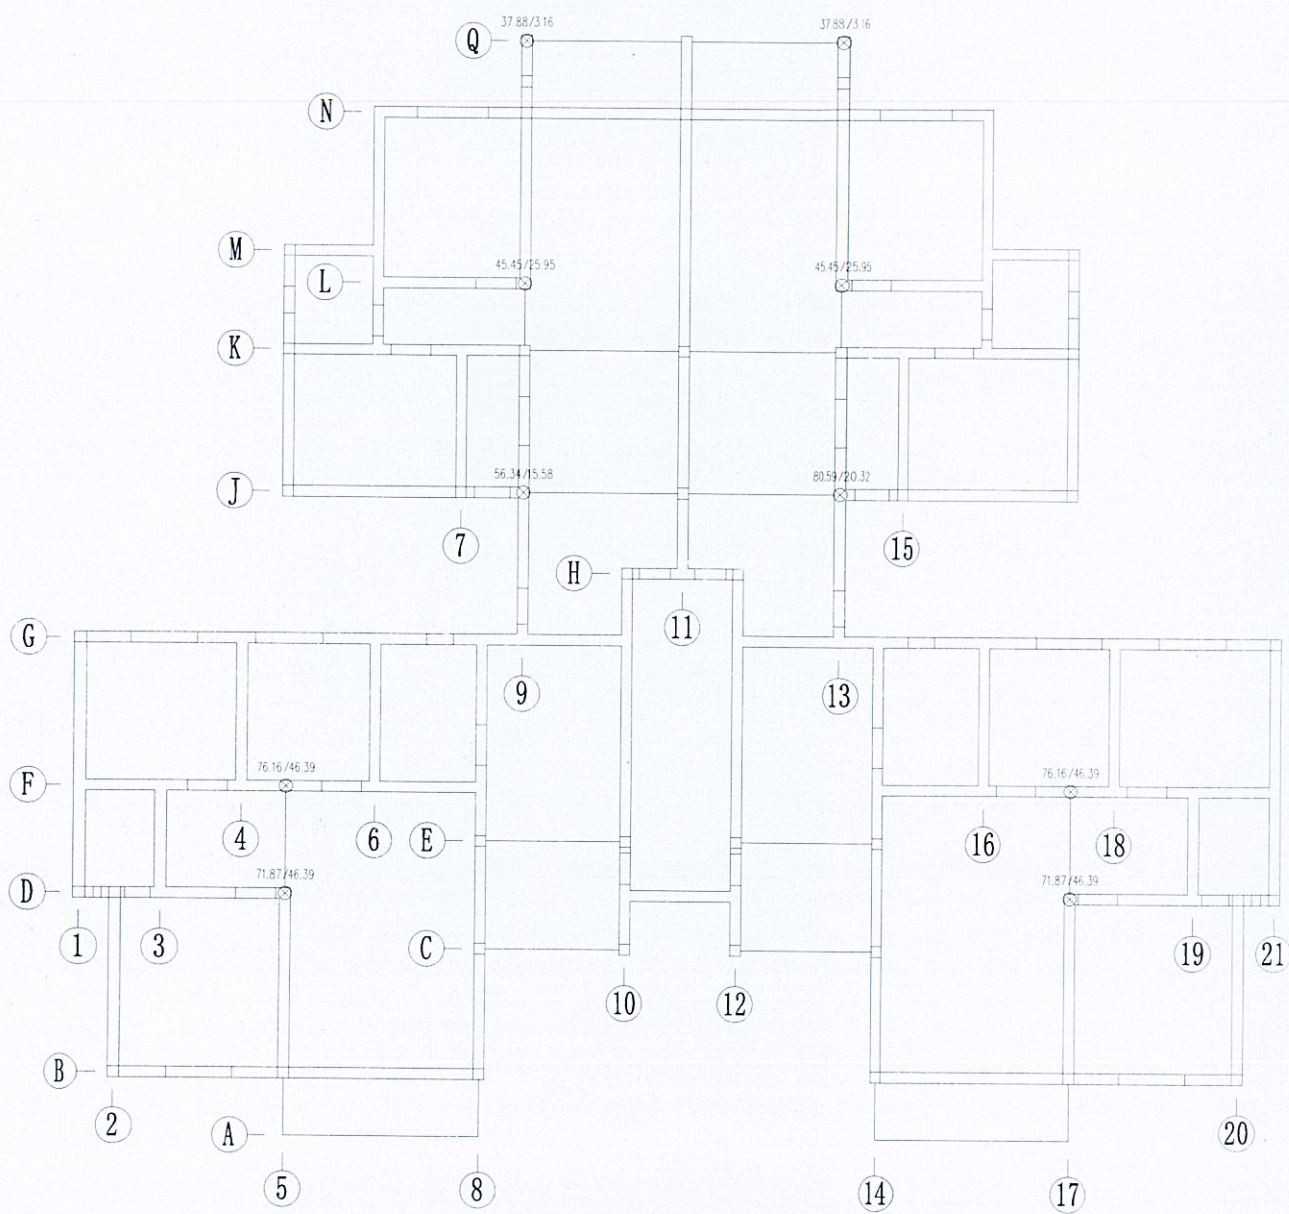 37.88/3.16 37.88/3.16
Q
N
M
L
45.45/25.95 45.45/25.95
K
56.34/15.58 80.59/20.32
J
7 15
H
11
G
9 13
76.16/46.39 76.16/46.39
F
4 6 E 16 18
71.87/46.39 71.87/46.39
D
1 3 C 19 21
10 12
B
2 A 20
5 8 14 17